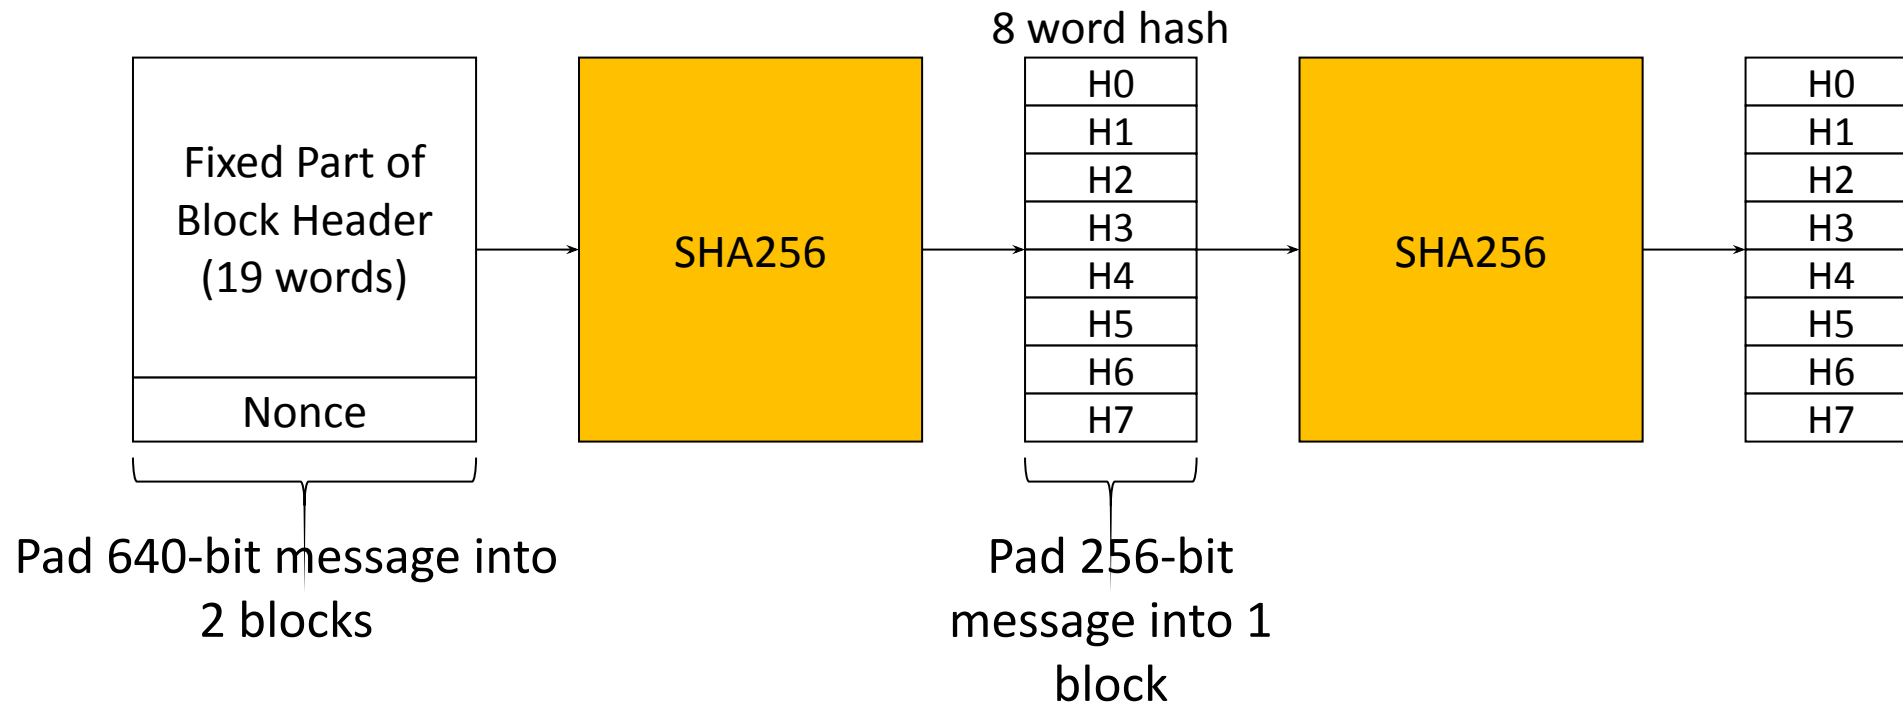 8 word hash
Fixed Part of
Block Header
(19 words)
Nonce
SHA256
H0
H1
H2
H3
H4
H5
H6
H7
SHA256
H0
H1
H2
H3
H4
H5
H6
H7
Pad 640-bit message into
2 blocks
Pad 256-bit
message into 1
block